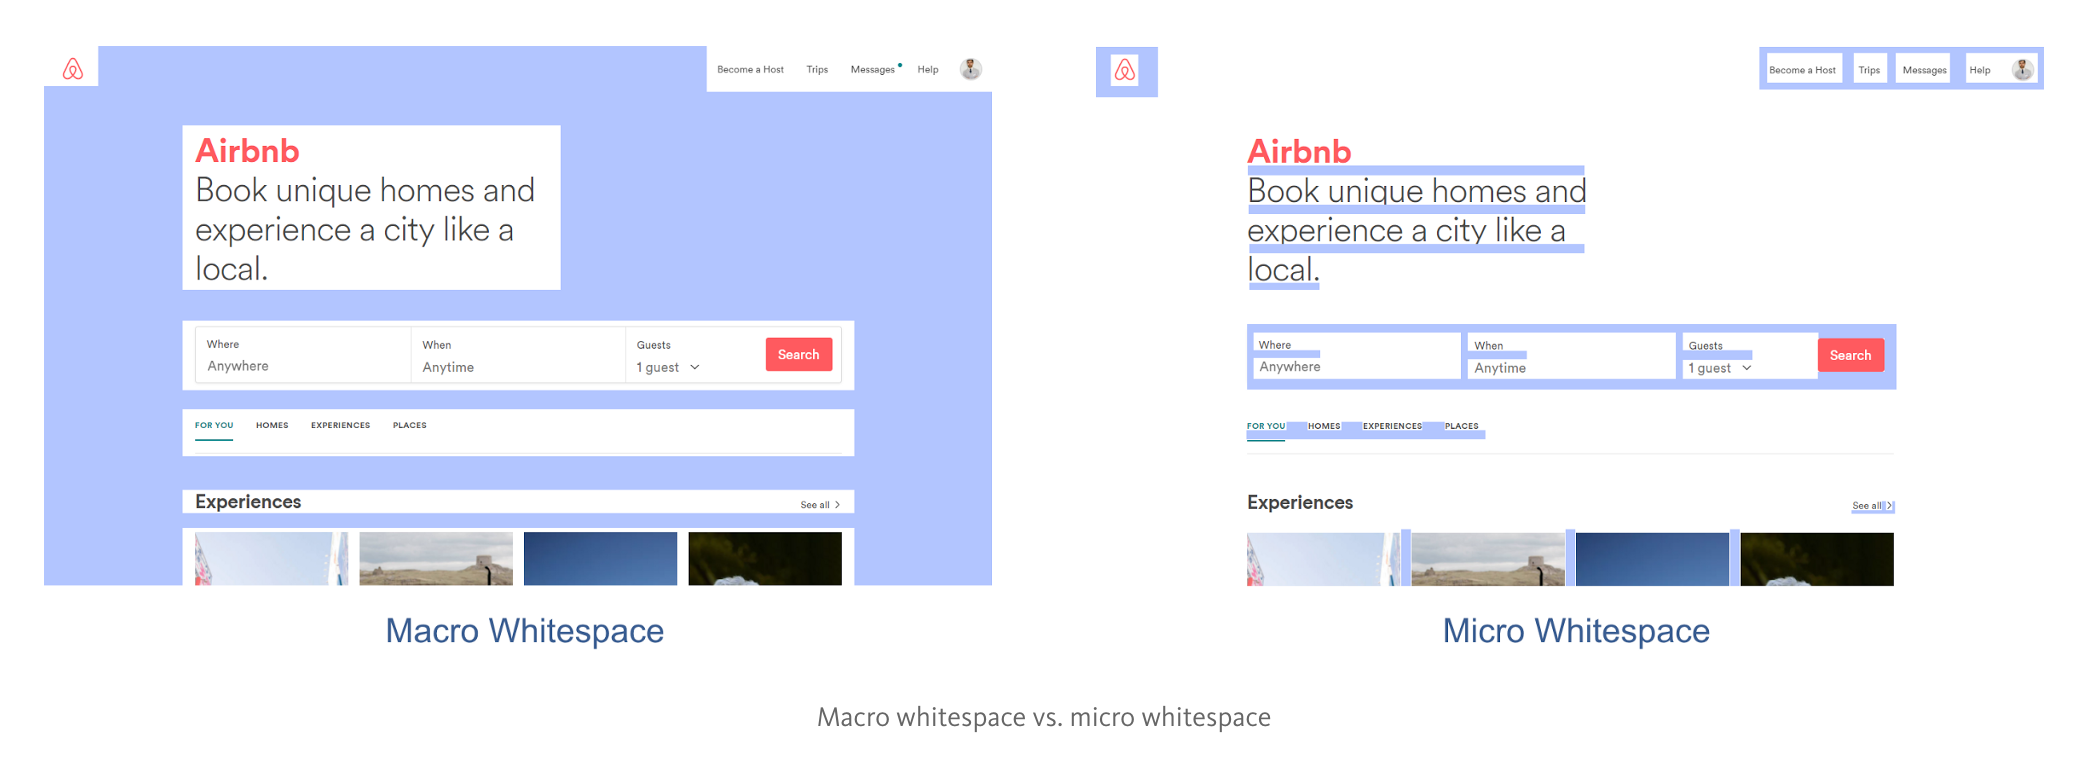 Become a Host Trips Messages Help
Airbnb
Book unique homes and
experience a city like a
local.
Where When Guests
Anywhere Anytime 1 guest Search
FOR YOU HOMES EXPERIENCES PLACES
Experiences See all
Macro Whitespace
Become a Host Trips Messages Help
Airbnb
Book unique homes and
experience a city like a
local.
Where When Guests
Anywhere Anytime 1 guest Search
FOR YOU HOMES EXPERIENCES PLACES
Experiences See all
Micro Whitespace
Macro whitespace vs. micro whitespace